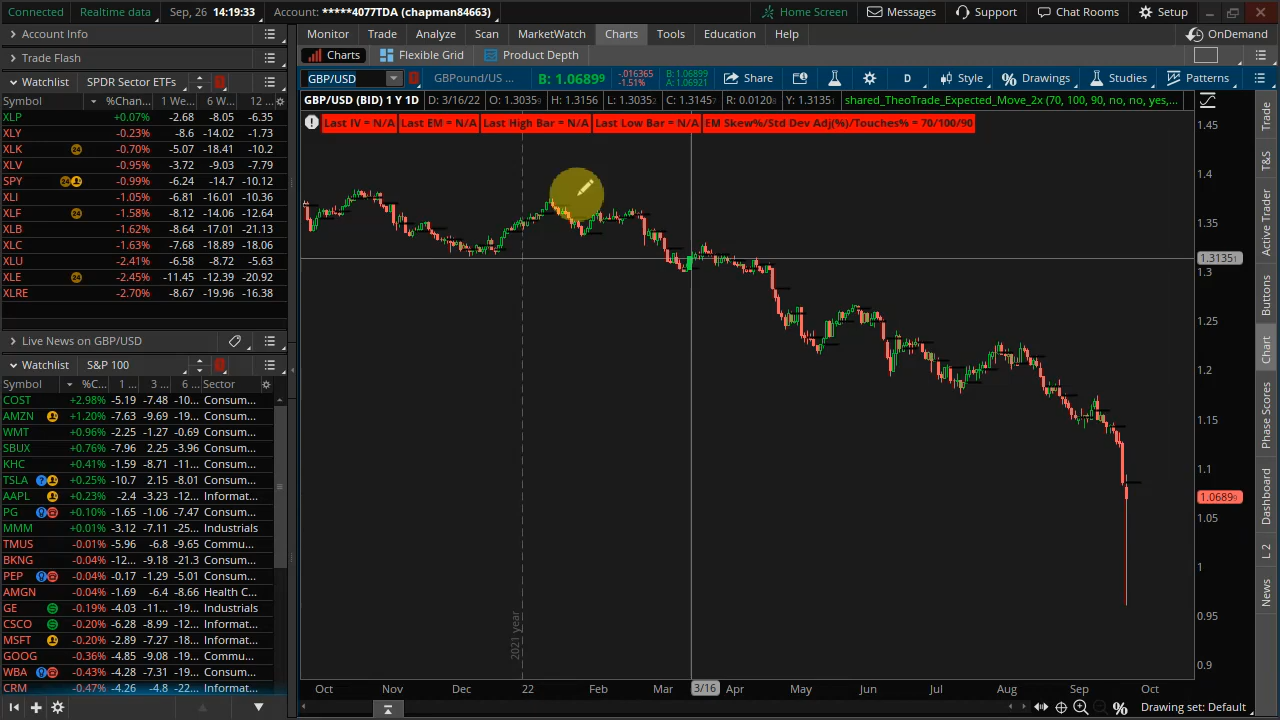 Connected Realtime data Sep, 26 14:19:33 Account: *****4077TDA (chapman84663) Home Screen Messages Support Chat Rooms Setup
Account Info
Monitor Trade Analyze Scan MarketWatch Charts Tools Education Help OnDemand
Trade Flash
Charts Flexible Grid Product Depth
Watchlist SPDR Sector ETFs
GBP/USD GBPound/US ... B: 1.06899 -.016365 -1.51% B: 1.06899 A: 1.06921 Share D Style Drawings Studies Patterns
Symbol %Chan... 1 We... 6 W... 12 ...
GBP/USD (BID) 1 Y 1D D: 3/16/22 O: 1.30359 H: 1.3156 L: 1.30352 C: 1.31457 R: 0.0120 Y: 1.31351 shared_TheoTrade_Expected_Move_2x (70, 100, 90, no, no, yes,...
XLP +0.07% -2.68 -8.05 -6.35
Last IV = N/A Last EM = N/A Last High Bar = N/A Last Low Bar = N/A EM Skew%/Std Dev Adj(%)/Touches% = 70/100/90
XLY -0.23% -8.6 -14.02 -1.73
XLK 24 -0.70% -5.07 -18.41 -10.2
XLV -0.95% -3.72 -9.03 -7.79
SPY 24 -0.99% -6.24 -14.7 -10.12
XLI -1.05% -6.81 -16.01 -10.36
XLF 24 -1.58% -8.12 -14.06 -12.64
XLB -1.62% -8.64 -17.01 -21.13
XLC -1.63% -7.68 -18.89 -18.06
XLU -2.41% -6.58 -8.72 -5.63
XLE 24 -2.45% -11.45 -12.39 -20.92
XLRE -2.70% -8.67 -19.96 -16.38
Live News on GBP/USD
Watchlist S&P 100
Symbol %C... 1 ... 3 ... 6 ... Sector
COST +2.98% -5.19 -7.48 -10... Consum...
AMZN +1.20% -7.63 -9.69 -19... Consum...
WMT +0.96% -2.25 -1.27 -0.69 Consum...
SBUX +0.76% -7.96 2.25 -3.96 Consum...
KHC +0.41% -1.59 -8.71 -11... Consum...
TSLA +0.25% -10.7 2.15 -8.01 Consum...
AAPL +0.23% -2.4 -3.23 -12... Informat...
PG +0.10% -1.65 -1.06 -7.47 Consum...
MMM +0.01% -3.12 -7.11 -25... Industrials
TMUS -0.01% -5.96 -6.8 -9.65 Commu...
BKNG -0.04% -12... -9.18 -21.3 Consum...
PEP -0.04% -0.17 -1.29 -5.01 Consum...
AMGN -0.04% -1.69 -6.4 -8.66 Health C...
GE -0.19% -4.03 -11... -19... Industrials
CSCO -0.20% -6.28 -8.99 -12... Informat...
MSFT -0.20% -2.89 -7.27 -18... Informat...
GOOG -0.36% -4.85 -9.08 -19... Commu...
WBA -0.43% -4.28 -7.31 -19... Consum...
CRM -0.47% -4.26 -4.8 -22... Informat...
1.45
1.4
1.35
1.31351
1.3
1.25
1.2
1.15
1.1
1.06899
1.05
1
0.95
0.9
2021 year
Oct Nov Dec 22 Feb Mar 3/16 Apr May Jun Jul Aug Sep Oct
Drawing set: Default
Trade
T&S
Active Trader
Buttons
Chart
Phase Scores
Dashboard
L 2
News